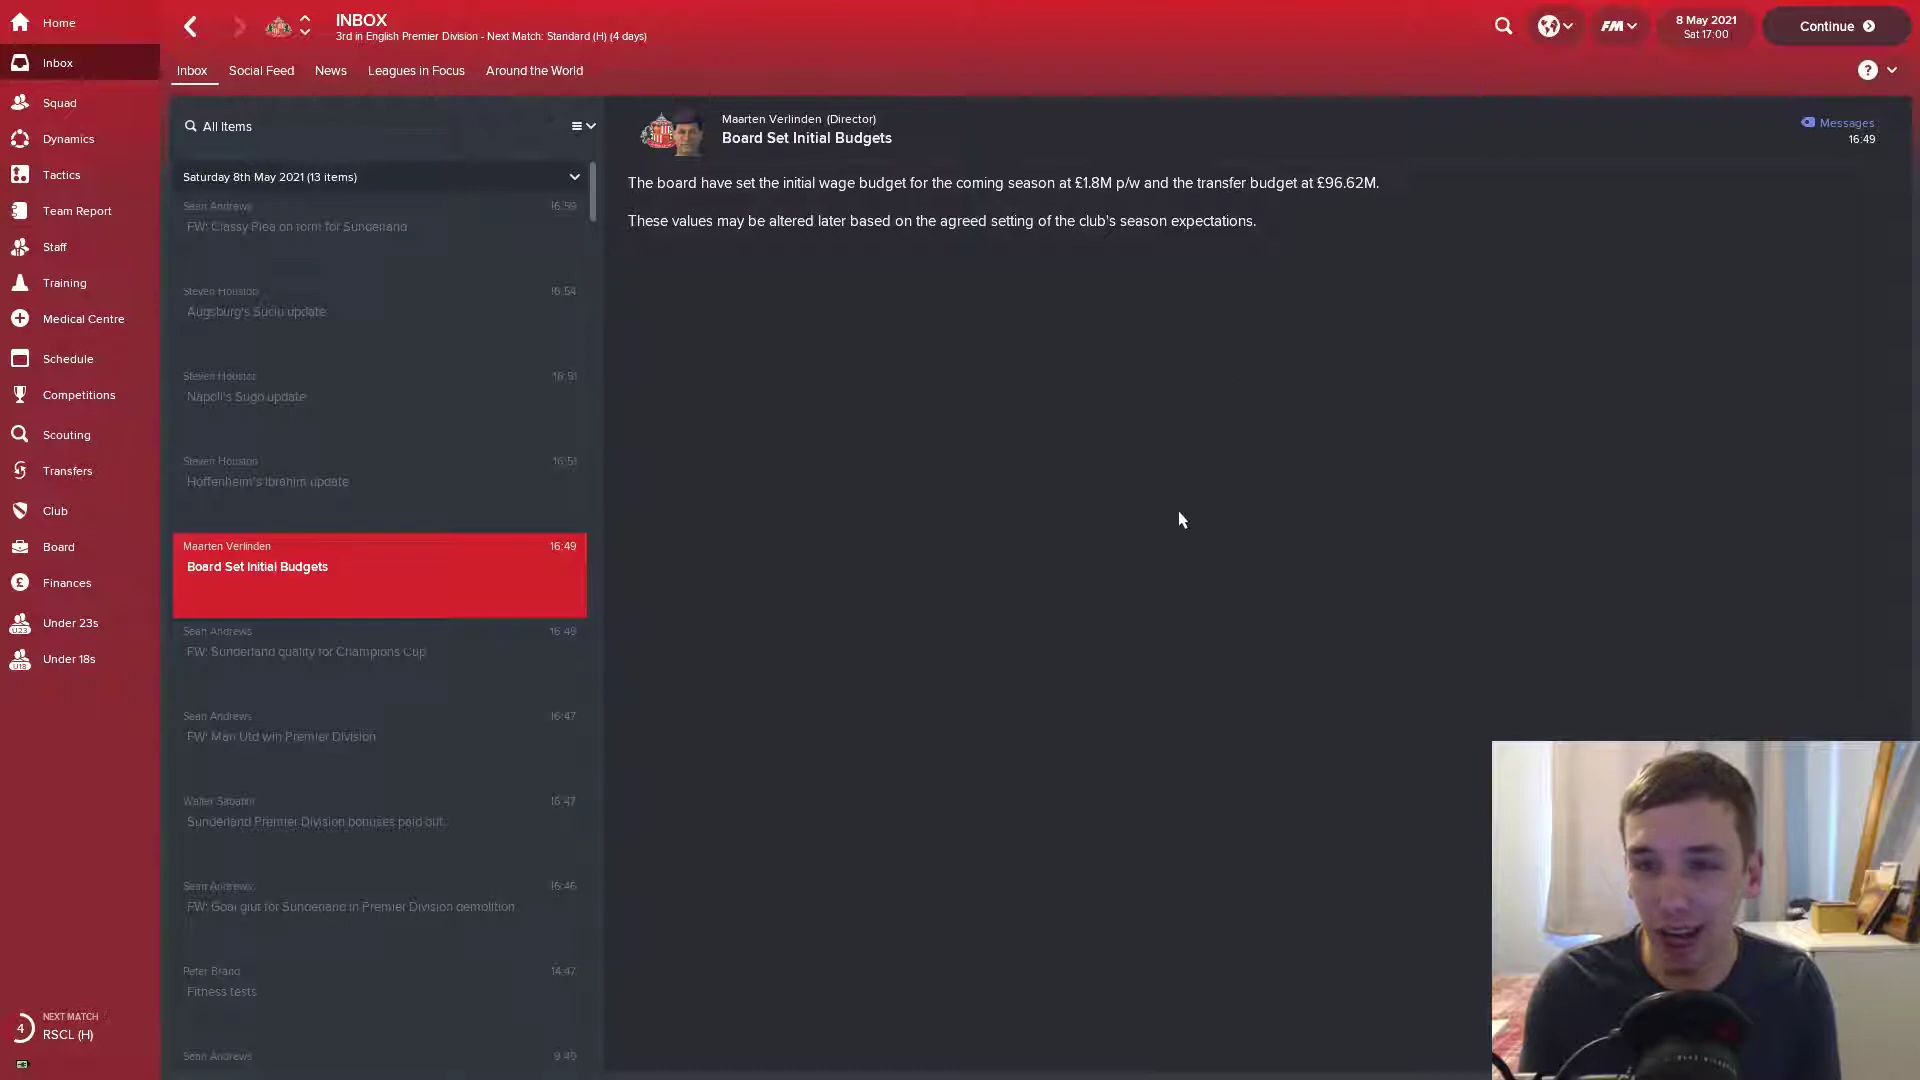 Home
Inbox
Squad
Dynamics
Tactics
Team Report
Staff
Training
Medical Centre
Schedule
Competitions
Scouting
Transfers
Club
Board
Finances
U23
Under 23s
U18
Under 18s
4
NEXT MATCH
RSCL (H)
INBOX
3rd in English Premier Division - Next Match: Standard (H) (4 days)
FM
8 May 2021
Sat 17:00
Continue
Inbox
Social Feed
News
Leagues in Focus
Around the World
?
All Items
Saturday 8th May 2021 (13 items)
Sean Andrews 16:59
FW: Classy Plea on form for Sunderland
Steven Houston 16:54
Augsburg's Suciu update
Steven Houston 16:51
Napoli's Sugo update
Steven Houston 16:51
Hoffenheim's Ibrahim update
Maarten Verlinden 16:49
Board Set Initial Budgets
Sean Andrews 16:49
FW: Sunderland qualify for Champions Cup
Sean Andrews 16:47
FW: Man Utd win Premier Division
Walter Sabatini 16:47
Sunderland Premier Division bonuses paid out
Sean Andrews 16:46
FW: Goal glut for Sunderland in Premier Division demolition
Peter Brand 14:47
Fitness tests
Sean Andrews 9:49
Maarten Verlinden (Director)
Board Set Initial Budgets
Messages
16:49
The board have set the initial wage budget for the coming season at £1.8M p/w and the transfer budget at £96.62M.
These values may be altered later based on the agreed setting of the club's season expectations.